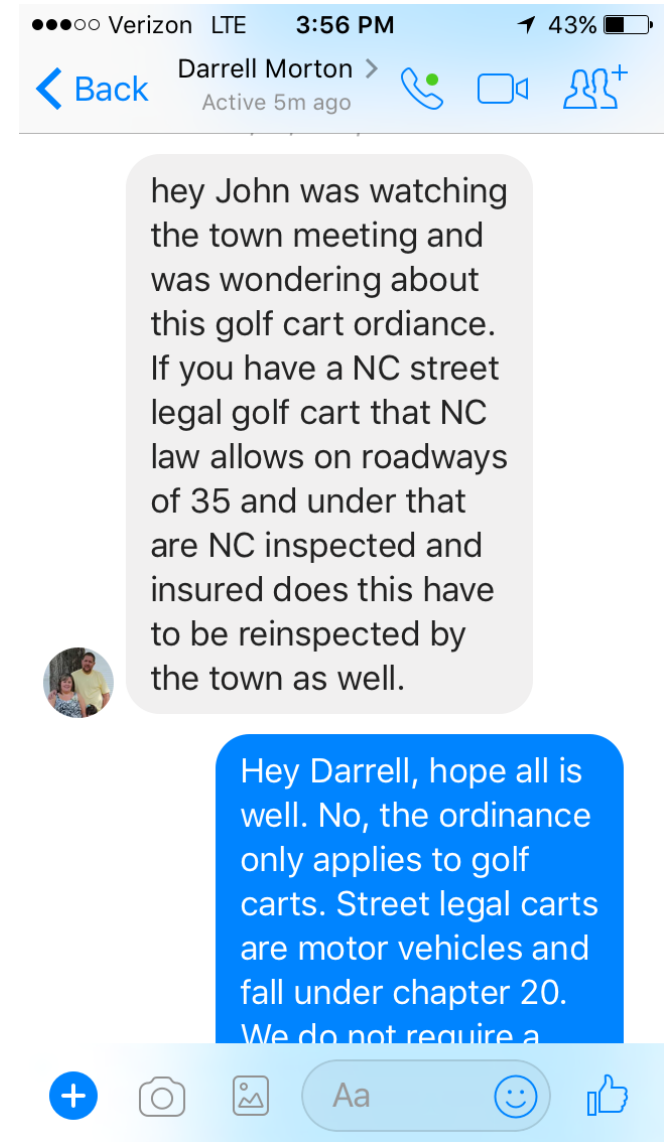 Verizon LTE 3:56 PM 43%
Back Darrell Morton >
Active 5m ago
hey John was watching
the town meeting and
was wondering about
this golf cart ordiance.
If you have a NC street
legal golf cart that NC
law allows on roadways
of 35 and under that
are NC inspected and
insured does this have
to be reinspected by
the town as well.
Hey Darrell, hope all is
well. No, the ordinance
only applies to golf
carts. Street legal carts
are motor vehicles and
fall under chapter 20.
We do not require a
Aa